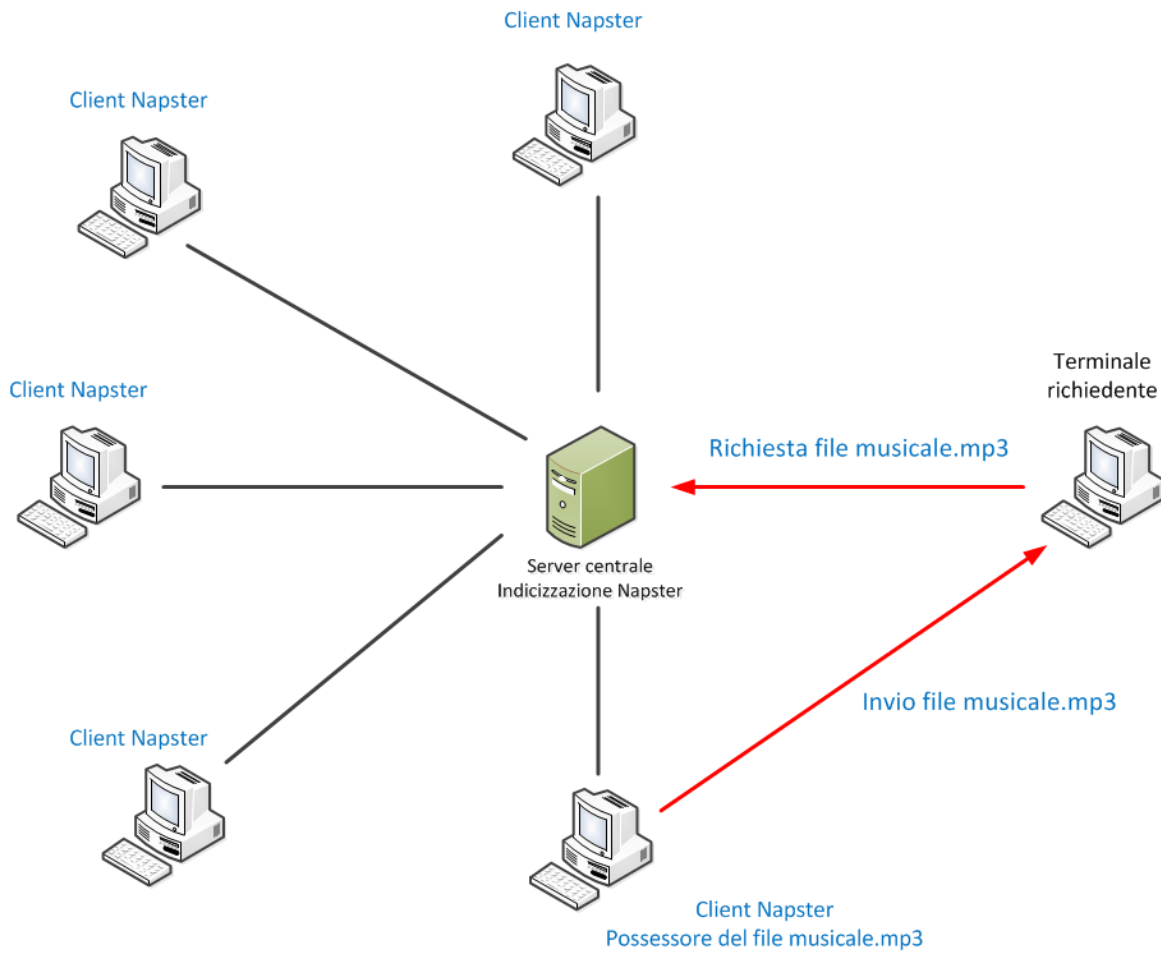 Client Napster
Client Napster
Terminale
richiedente
Client Napster
Richiesta file musicale.mp3
Server centrale
Indicizzazione Napster
Invio file musicale.mp3
Client Napster
Client Napster
Possessore del file musicale.mp3